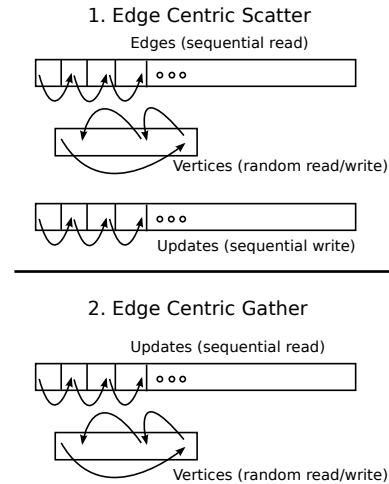 1. Edge Centric Scatter
Edges (sequential read)
Vertices (random read/write)
Updates (sequential write)
2. Edge Centric Gather
Updates (sequential read)
Vertices (random read/write)